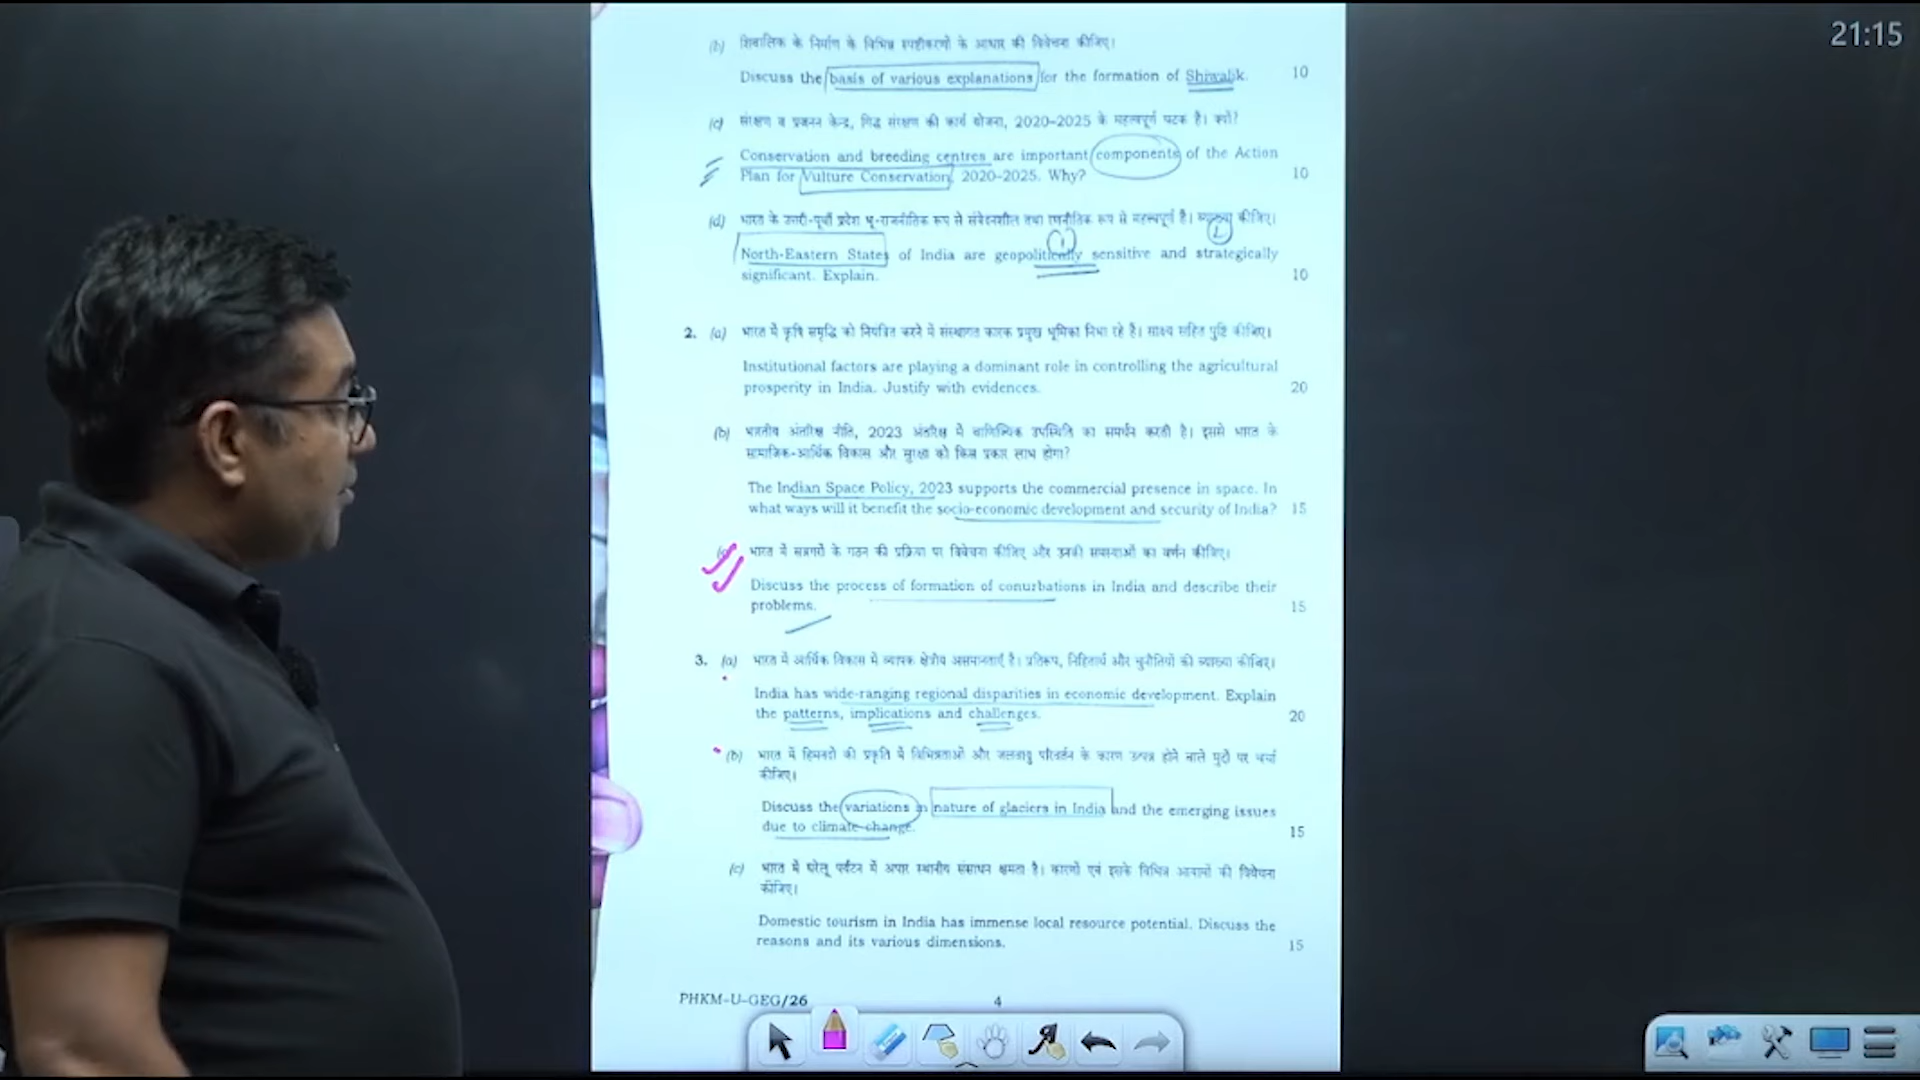 21:15
(b) शिवालिक के निर्माण के विभिन्न स्पष्टीकरणों के आधार की विवेचना कीजिए।
Discuss the basis of various explanations for the formation of Shiwalik. 10
(c) संरक्षण व प्रजनन केन्द्र, गिद्ध संरक्षण की कार्य योजना, 2020-2025 के महत्वपूर्ण घटक है। क्यों?
Conservation and breeding centres are important components of the Action
Plan for Vulture Conservation, 2020-2025. Why? 10
(d) भारत के उत्तरी-पूर्वी प्रदेश भू-राजनीतिक रूप से संवेदनशील तथा रणनीतिक रूप से महत्त्वपूर्ण है। व्याख्या कीजिए।
North-Eastern States of India are geopolitically sensitive and strategically
significant. Explain. 10
2. (a) भारत में कृषि समृद्धि को नियंत्रित करने में संस्थागत कारक प्रमुख भूमिका निभा रहे है। साक्ष्य सहित पुष्टि कीजिए।
Institutional factors are playing a dominant role in controlling the agricultural
prosperity in India. Justify with evidences. 20
(b) भारतीय अंतरिक्ष नीति, 2023 अंतरिक्ष में वाणिज्यिक उपस्थिति का समर्थन करती है। इससे भारत के
सामाजिक-आर्थिक विकास और सुरक्षा को किस प्रकार लाभ होगा?
The Indian Space Policy, 2023 supports the commercial presence in space. In
what ways will it benefit the socio-economic development and security of India? 15
भारत में सन्नगरों के गठन की प्रक्रिया पर विवेचना कीजिए और उनकी समस्याओं का वर्णन कीजिए।
Discuss the process of formation of conurbations in India and describe their
problems. 15
3. (a) भारत में आर्थिक विकास में व्यापक क्षेत्रीय असमानताएँ है। प्रतिरूप, निहितार्थ और चुनौतियों की व्याख्या कीजिए।
India has wide-ranging regional disparities in economic development. Explain
the patterns, implications and challenges. 20
(b) भारत में हिमनदों की प्रकृति में विभिन्नताओं और जलवायु परिवर्तन के कारण उत्पन्न होने वाले मुद्दों पर चर्चा
कीजिए।
Discuss the variations in nature of glaciers in India and the emerging issues
due to climate change. 15
(c) भारत में घरेलू पर्यटन में अपार स्थानीय संसाधन क्षमता है। कारणों एवं इसके विभिन्न आयामों की विवेचना
कीजिए।
Domestic tourism in India has immense local resource potential. Discuss the
reasons and its various dimensions. 15
PHKM-U-GEG/26 4